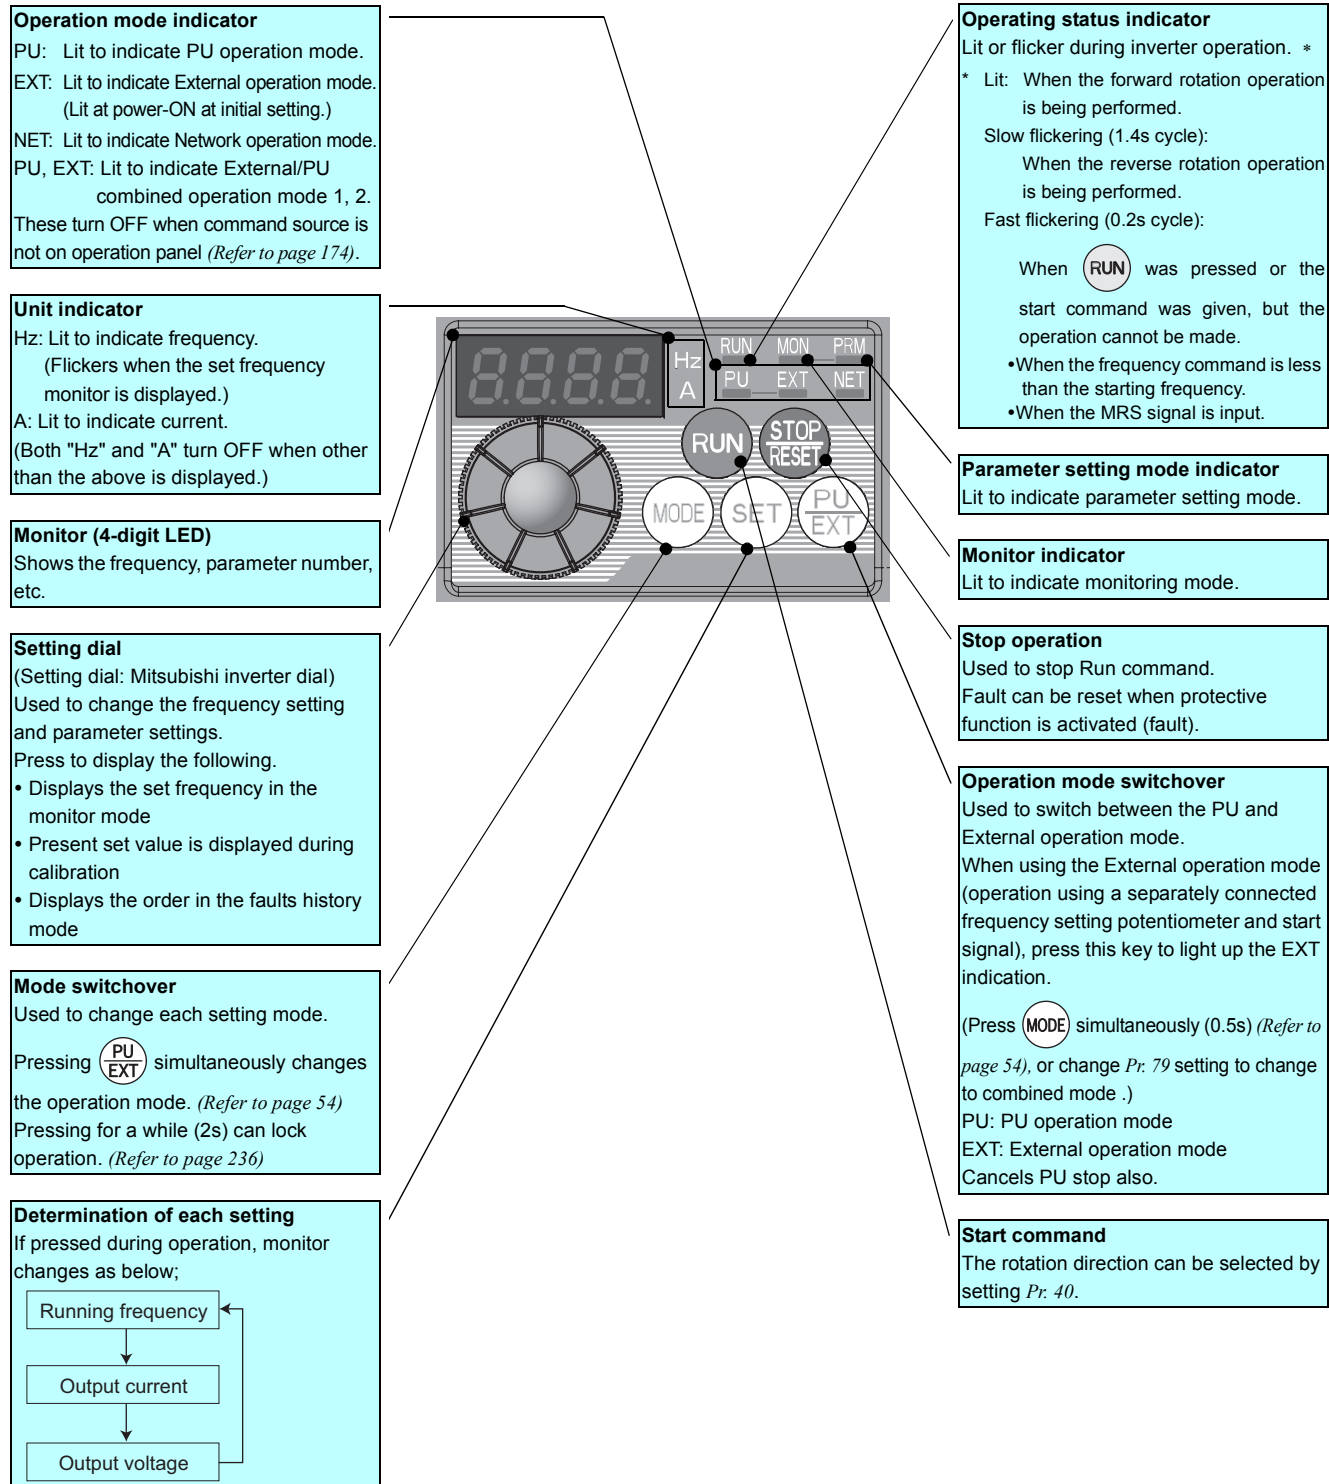 Operation mode indicator
PU: Lit to indicate PU operation mode.
EXT: Lit to indicate External operation mode.
(Lit at power-ON at initial setting.)
NET: Lit to indicate Network operation mode.
PU, EXT: Lit to indicate External/PU
combined operation mode 1, 2.
These turn OFF when command source is
not on operation panel (Refer to page 174).
Unit indicator
Hz: Lit to indicate frequency.
(Flickers when the set frequency
monitor is displayed.)
A: Lit to indicate current.
(Both "Hz" and "A" turn OFF when other
than the above is displayed.)
Monitor (4-digit LED)
Shows the frequency, parameter number,
etc.
Setting dial
(Setting dial: Mitsubishi inverter dial)
Used to change the frequency setting
and parameter settings.
Press to display the following.
• Displays the set frequency in the
monitor mode
• Present set value is displayed during
calibration
• Displays the order in the faults history
mode
Mode switchover
Used to change each setting mode.
Pressing PU/EXT simultaneously changes
the operation mode. (Refer to page 54)
Pressing for a while (2s) can lock
operation. (Refer to page 236)
Determination of each setting
If pressed during operation, monitor
changes as below;
Running frequency
Output current
Output voltage
8.8.8.8.
Hz
A
RUN MON PRM
PU EXT NET
RUN
STOP
RESET
MODE
SET
PU
EXT
Operating status indicator
Lit or flicker during inverter operation. *
* Lit: When the forward rotation operation
is being performed.
Slow flickering (1.4s cycle):
When the reverse rotation operation
is being performed.
Fast flickering (0.2s cycle):
When RUN was pressed or the
start command was given, but the
operation cannot be made.
•When the frequency command is less
than the starting frequency.
•When the MRS signal is input.
Parameter setting mode indicator
Lit to indicate parameter setting mode.
Monitor indicator
Lit to indicate monitoring mode.
Stop operation
Used to stop Run command.
Fault can be reset when protective
function is activated (fault).
Operation mode switchover
Used to switch between the PU and
External operation mode.
When using the External operation mode
(operation using a separately connected
frequency setting potentiometer and start
signal), press this key to light up the EXT
indication.
(Press MODE simultaneously (0.5s) (Refer to
page 54), or change Pr. 79 setting to change
to combined mode .)
PU: PU operation mode
EXT: External operation mode
Cancels PU stop also.
Start command
The rotation direction can be selected by
setting Pr. 40.